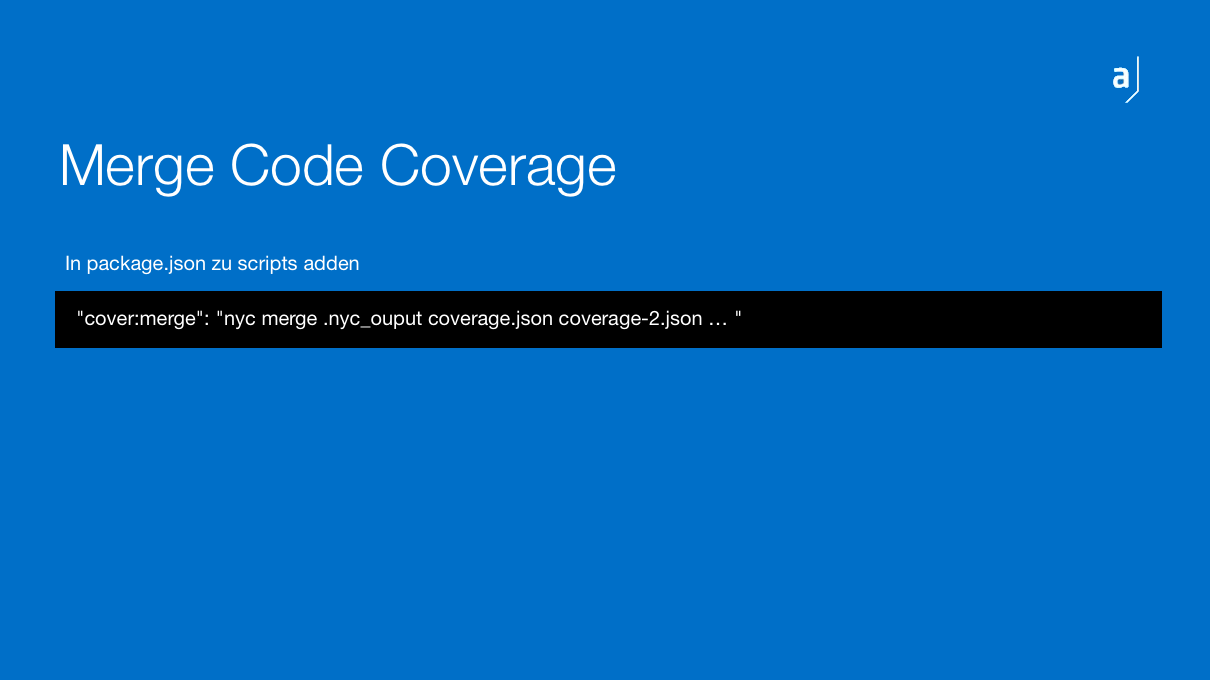 a
Merge Code Coverage
In package.json zu scripts adden
"cover:merge": "nyc merge .nyc_ouput coverage.json coverage-2.json … "